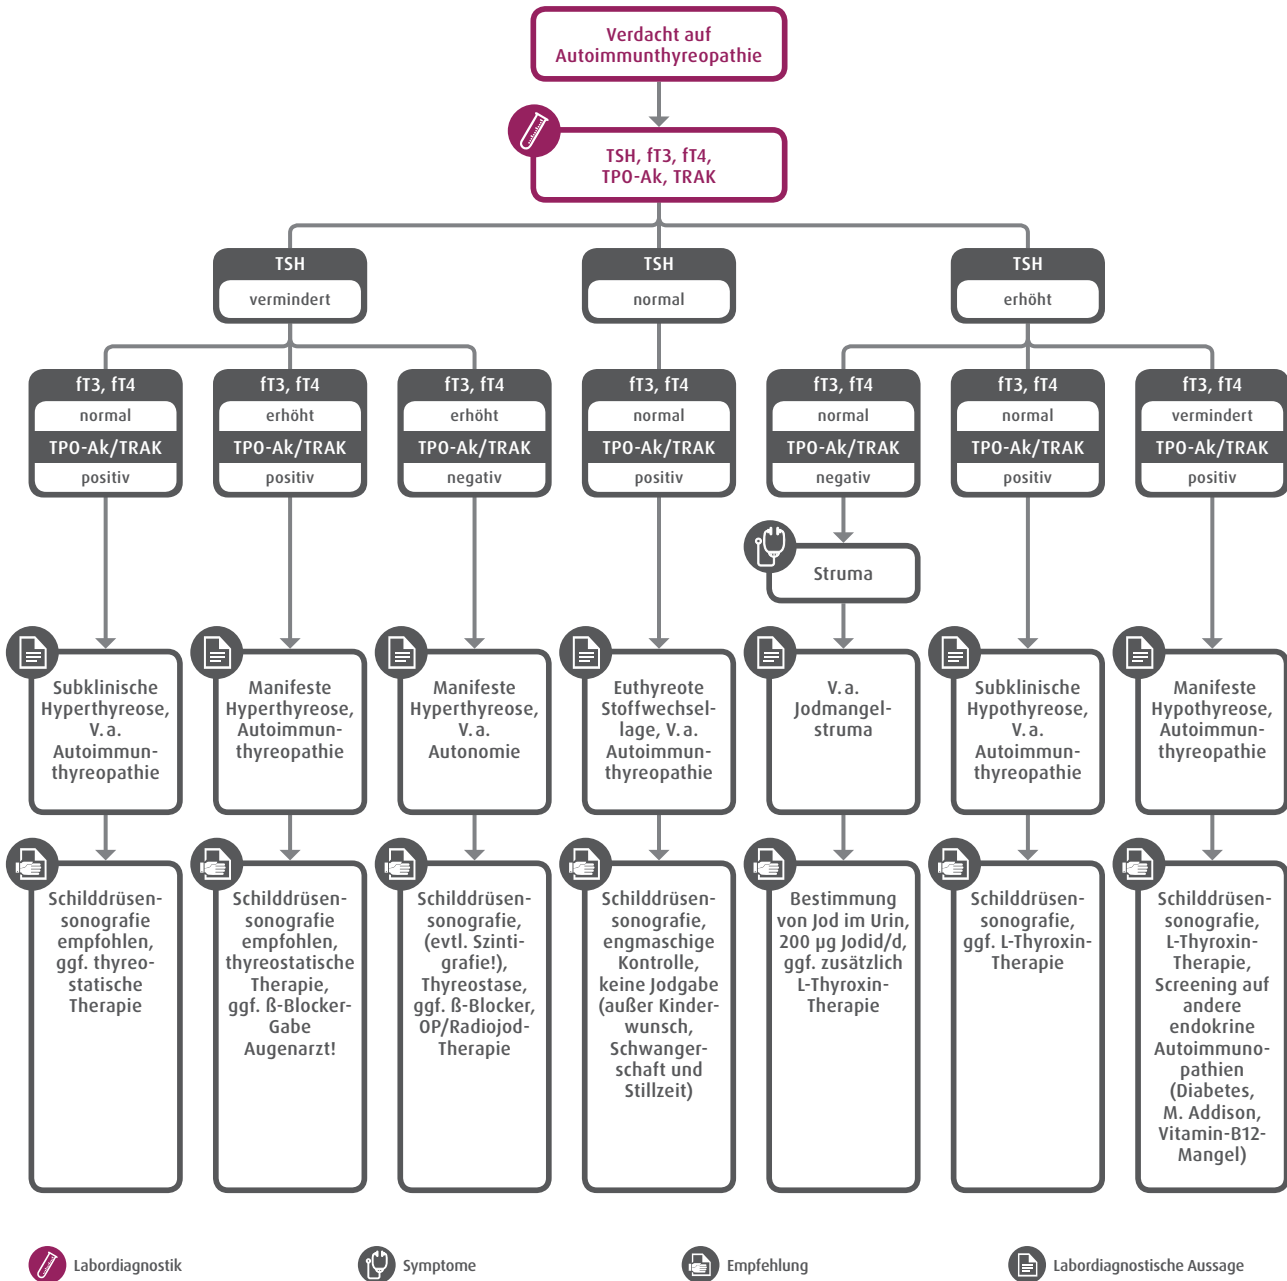 Verdacht auf
Autoimmunthyreopathie
TSH, fT3, fT4,
TPO-Ak, TRAK
TSH
vermindert
TSH
normal
TSH
erhöht
fT3, fT4
normal
TPO-Ak/TRAK
positiv
fT3, fT4
erhöht
TPO-Ak/TRAK
positiv
fT3, fT4
erhöht
TPO-Ak/TRAK
negativ
fT3, fT4
normal
TPO-Ak/TRAK
positiv
fT3, fT4
normal
TPO-Ak/TRAK
negativ
fT3, fT4
normal
TPO-Ak/TRAK
positiv
fT3, fT4
vermindert
TPO-Ak/TRAK
positiv
Struma
Subklinische
Hyperthyreose,
V. a.
Autoimmun-
thyreopathie
Manifeste
Hyperthyreose,
Autoimmun-
thyreopathie
Manifeste
Hyperthyreose,
V. a.
Autonomie
Euthyreote
Stoffwechsel-
lage, V. a.
Autoimmun-
thyreopathie
V. a.
Jodmangel-
struma
Subklinische
Hypothyreose,
V. a.
Autoimmun-
thyreopathie
Manifeste
Hypothyreose,
Autoimmun-
thyreopathie
Schilddrüsen-
sonografie
empfohlen,
ggf. thyreo-
statische
Therapie
Schilddrüsen-
sonografie
empfohlen,
thyreostatische
Therapie,
ggf. ß-Blocker-
Gabe
Augenarzt!
Schilddrüsen-
sonografie,
(evtl. Szinti-
grafie!),
Thyreostase,
ggf. ß-Blocker,
OP/Radiojod-
Therapie
Schilddrüsen-
sonografie,
engmaschige
Kontrolle,
keine Jodgabe
(außer Kinder-
wunsch,
Schwanger-
schaft und
Stillzeit)
Bestimmung
von Jod im Urin,
200 µg Jodid/d,
ggf. zusätzlich
L-Thyroxin-
Therapie
Schilddrüsen-
sonografie,
ggf. L-Thyroxin-
Therapie
Schilddrüsen-
sonografie,
L-Thyroxin-
Therapie,
Screening auf
andere
endokrine
Autoimmuno-
pathien
(Diabetes,
M. Addison,
Vitamin-B12-
Mangel)
Labordiagnostik
Symptome
Empfehlung
Labordiagnostische Aussage